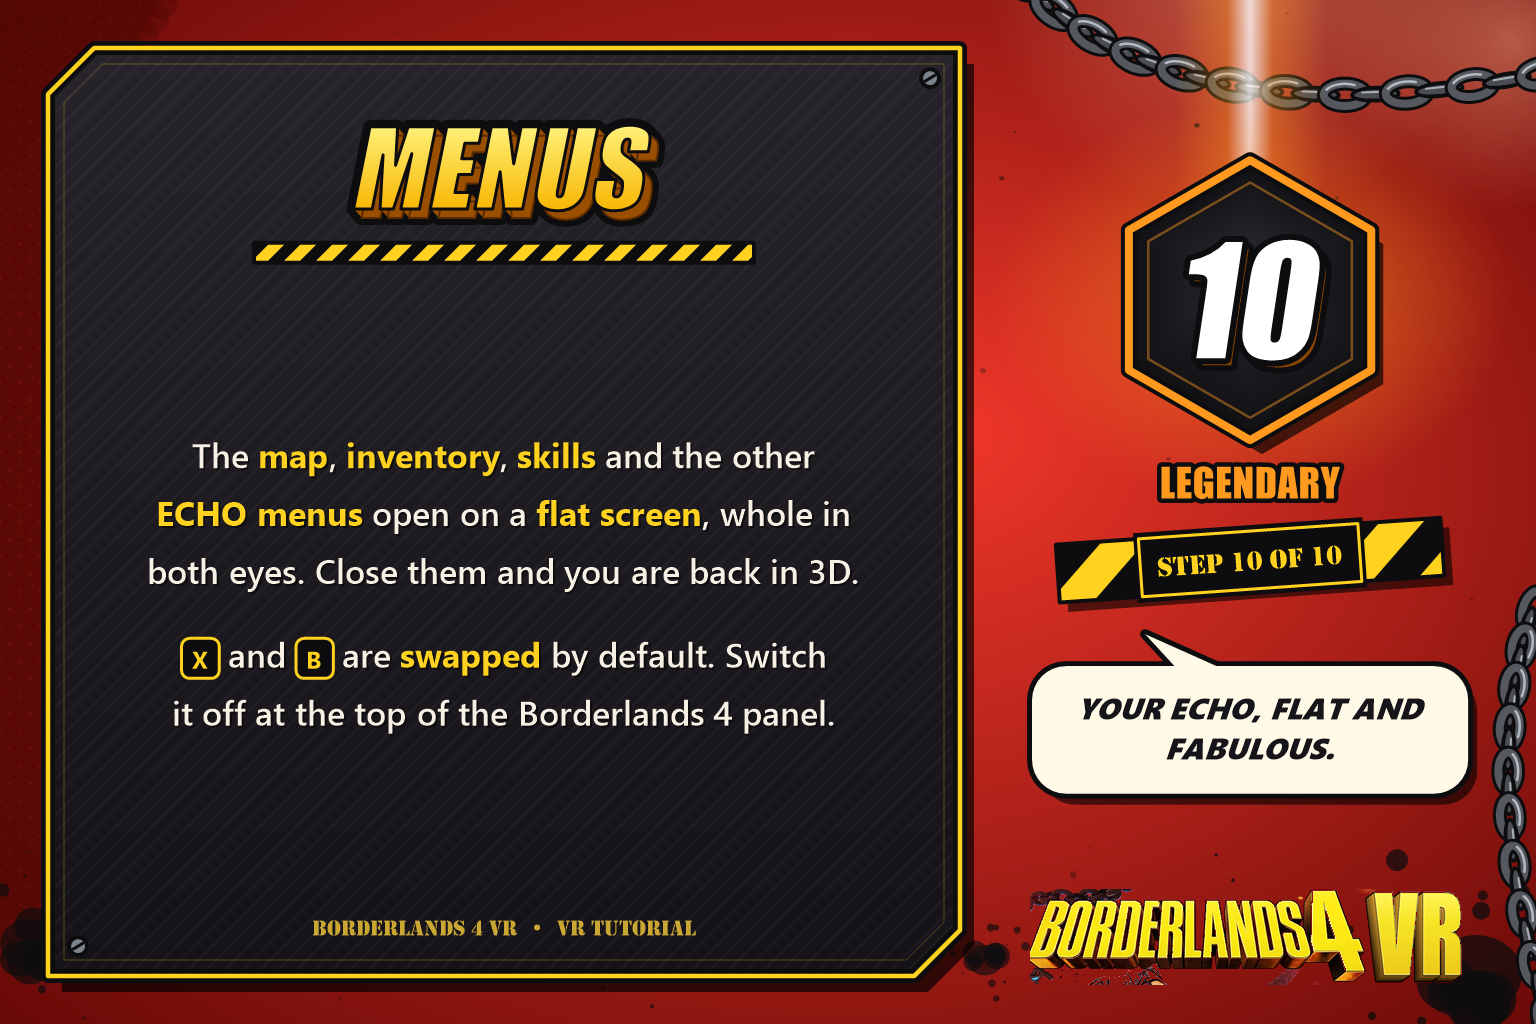 MENUS
The map, inventory, skills and the other
ECHO menus open on a flat screen, whole in
both eyes. Close them and you are back in 3D.
X and B are swapped by default. Switch
it off at the top of the Borderlands 4 panel.
BORDERLANDS 4 VR • VR TUTORIAL
10
LEGENDARY
STEP 10 OF 10
YOUR ECHO, FLAT AND
FABULOUS.
BORDERLANDS 4 VR